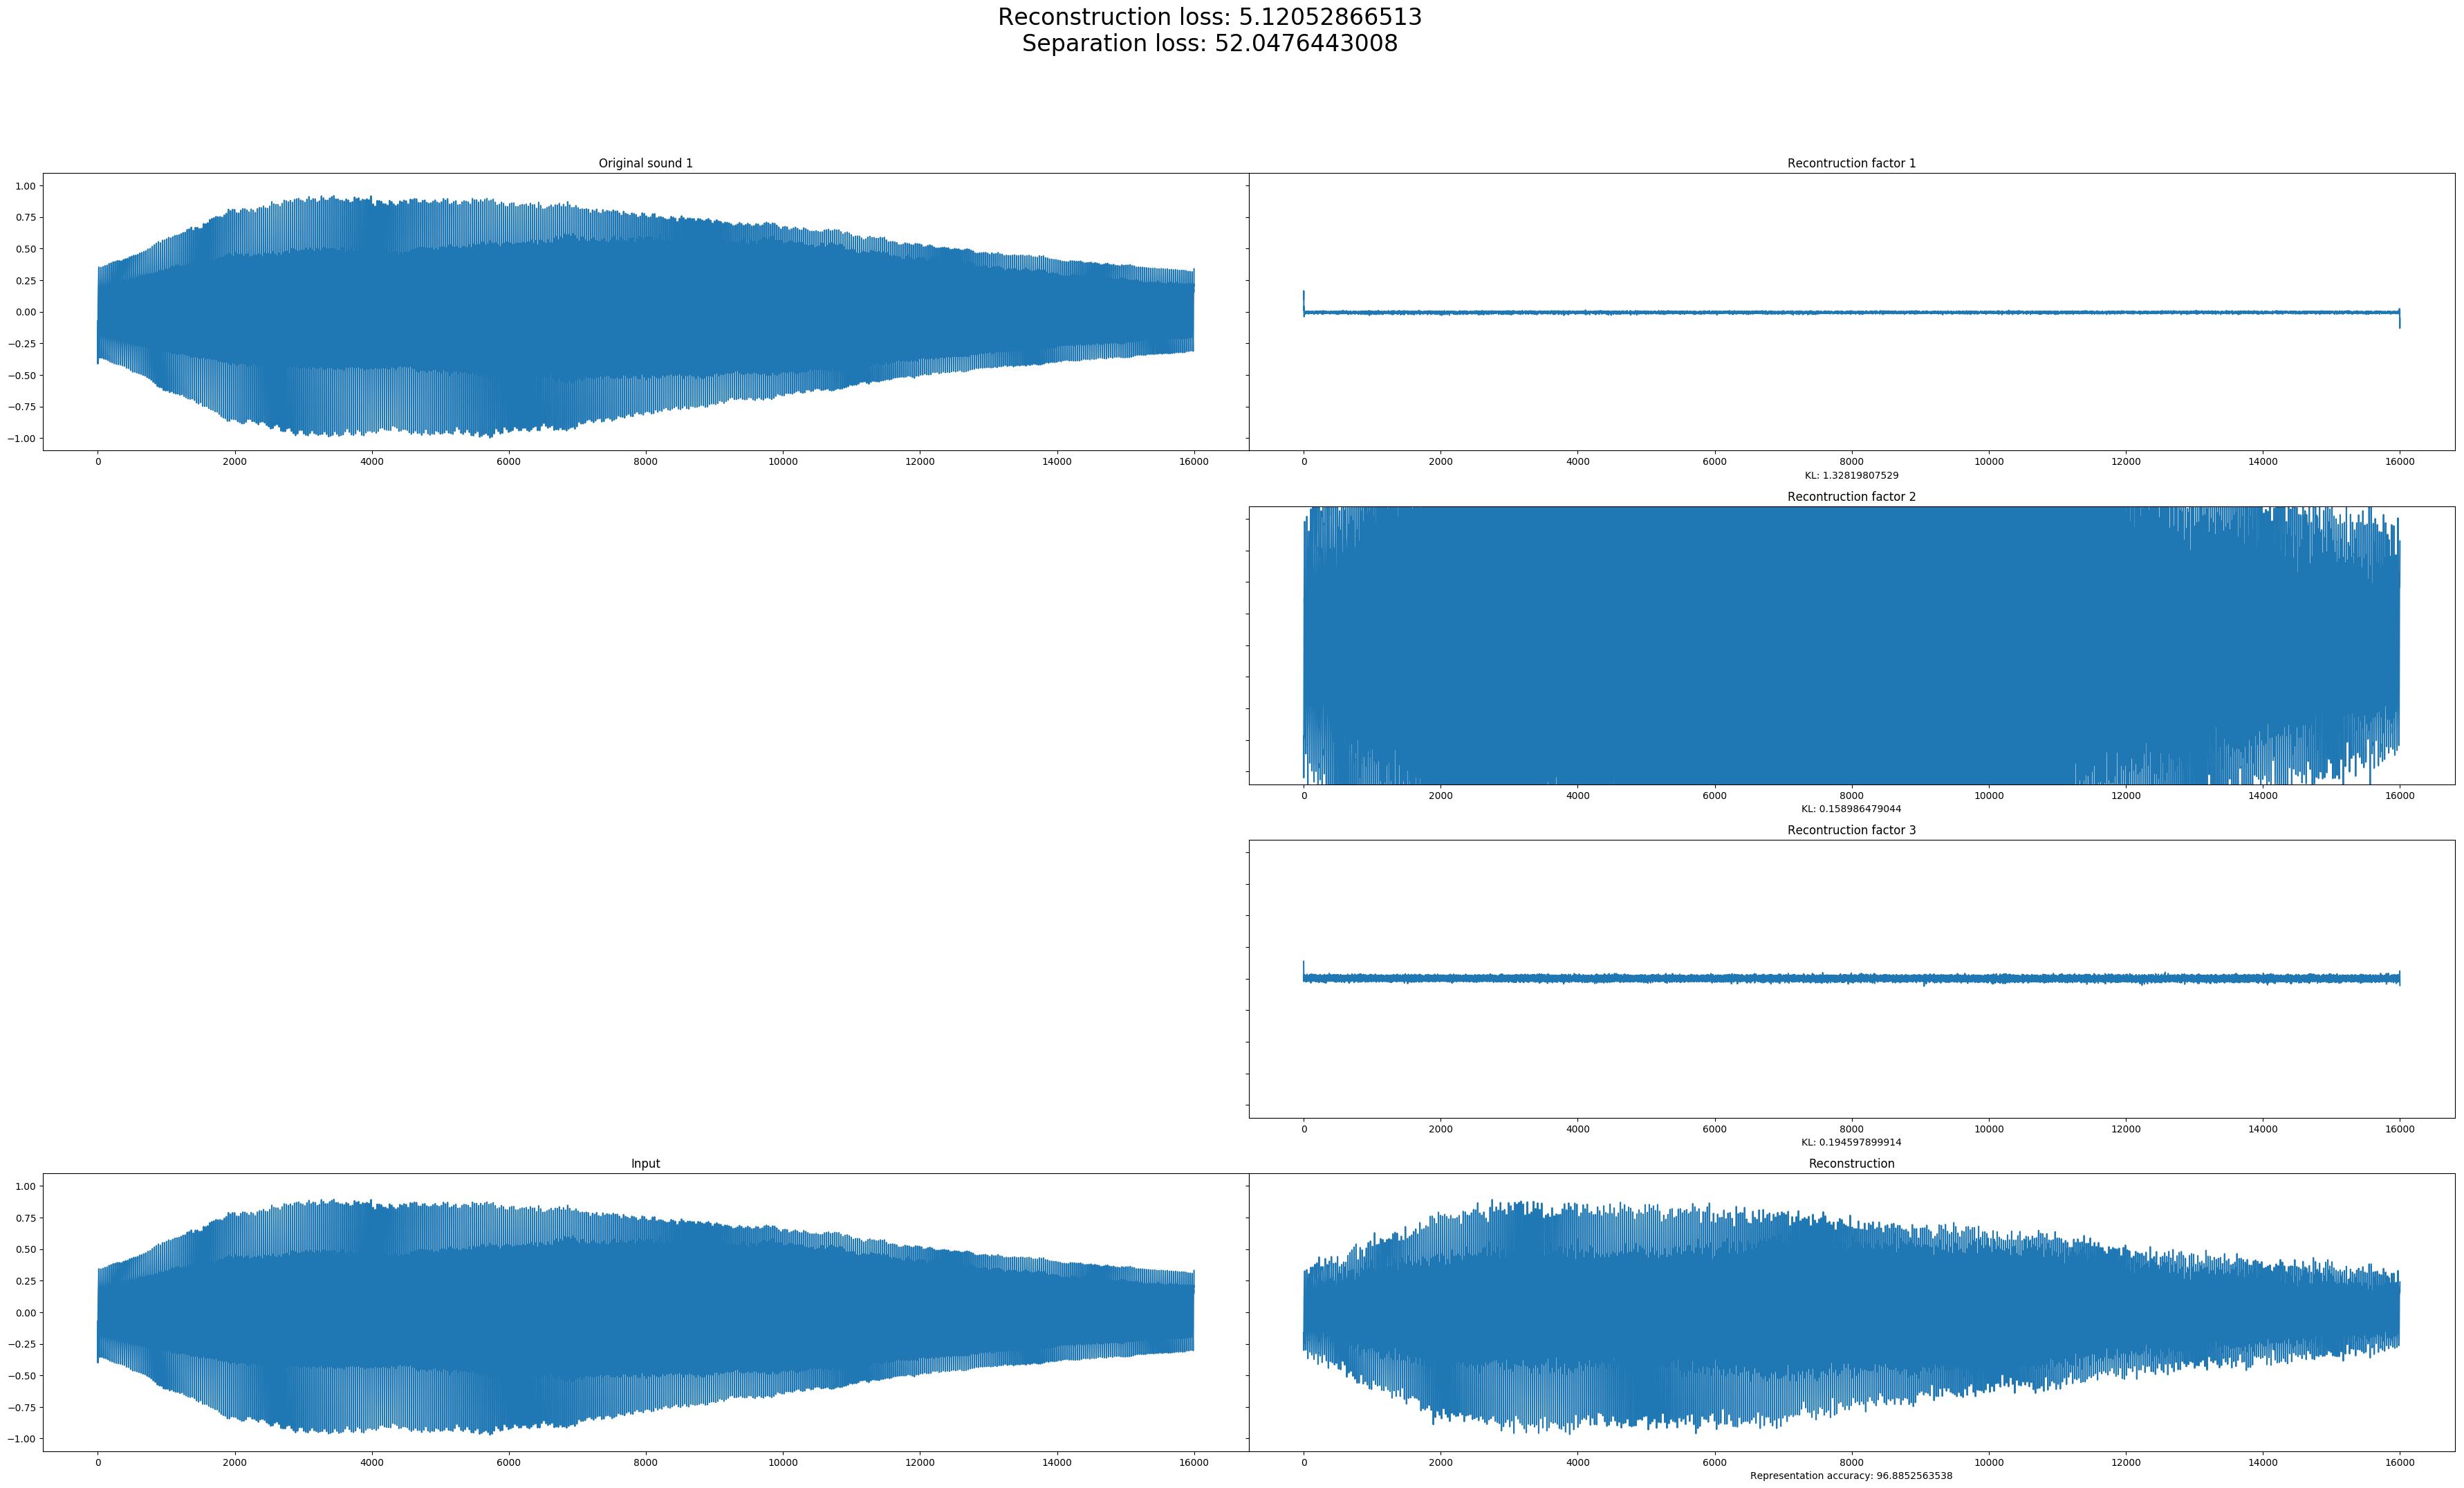 Reconstruction loss: 5.12052866513
Separation loss: 52.0476443008
Original sound 1
Recontruction factor 1
1.00
0.75
0.50
0.25
0.00
−0.25
−0.50
−0.75
−1.00
0 2000 4000 6000 8000 10000 12000 14000 16000
0 2000 4000 6000 8000 10000 12000 14000 16000
KL: 1.32819807529
Recontruction factor 2
0 2000 4000 6000 8000 10000 12000 14000 16000
KL: 0.158986479044
Recontruction factor 3
0 2000 4000 6000 8000 10000 12000 14000 16000
KL: 0.194597899914
Input
Reconstruction
1.00
0.75
0.50
0.25
0.00
−0.25
−0.50
−0.75
−1.00
0 2000 4000 6000 8000 10000 12000 14000 16000
0 2000 4000 6000 8000 10000 12000 14000 16000
Representation accuracy: 96.8852563538